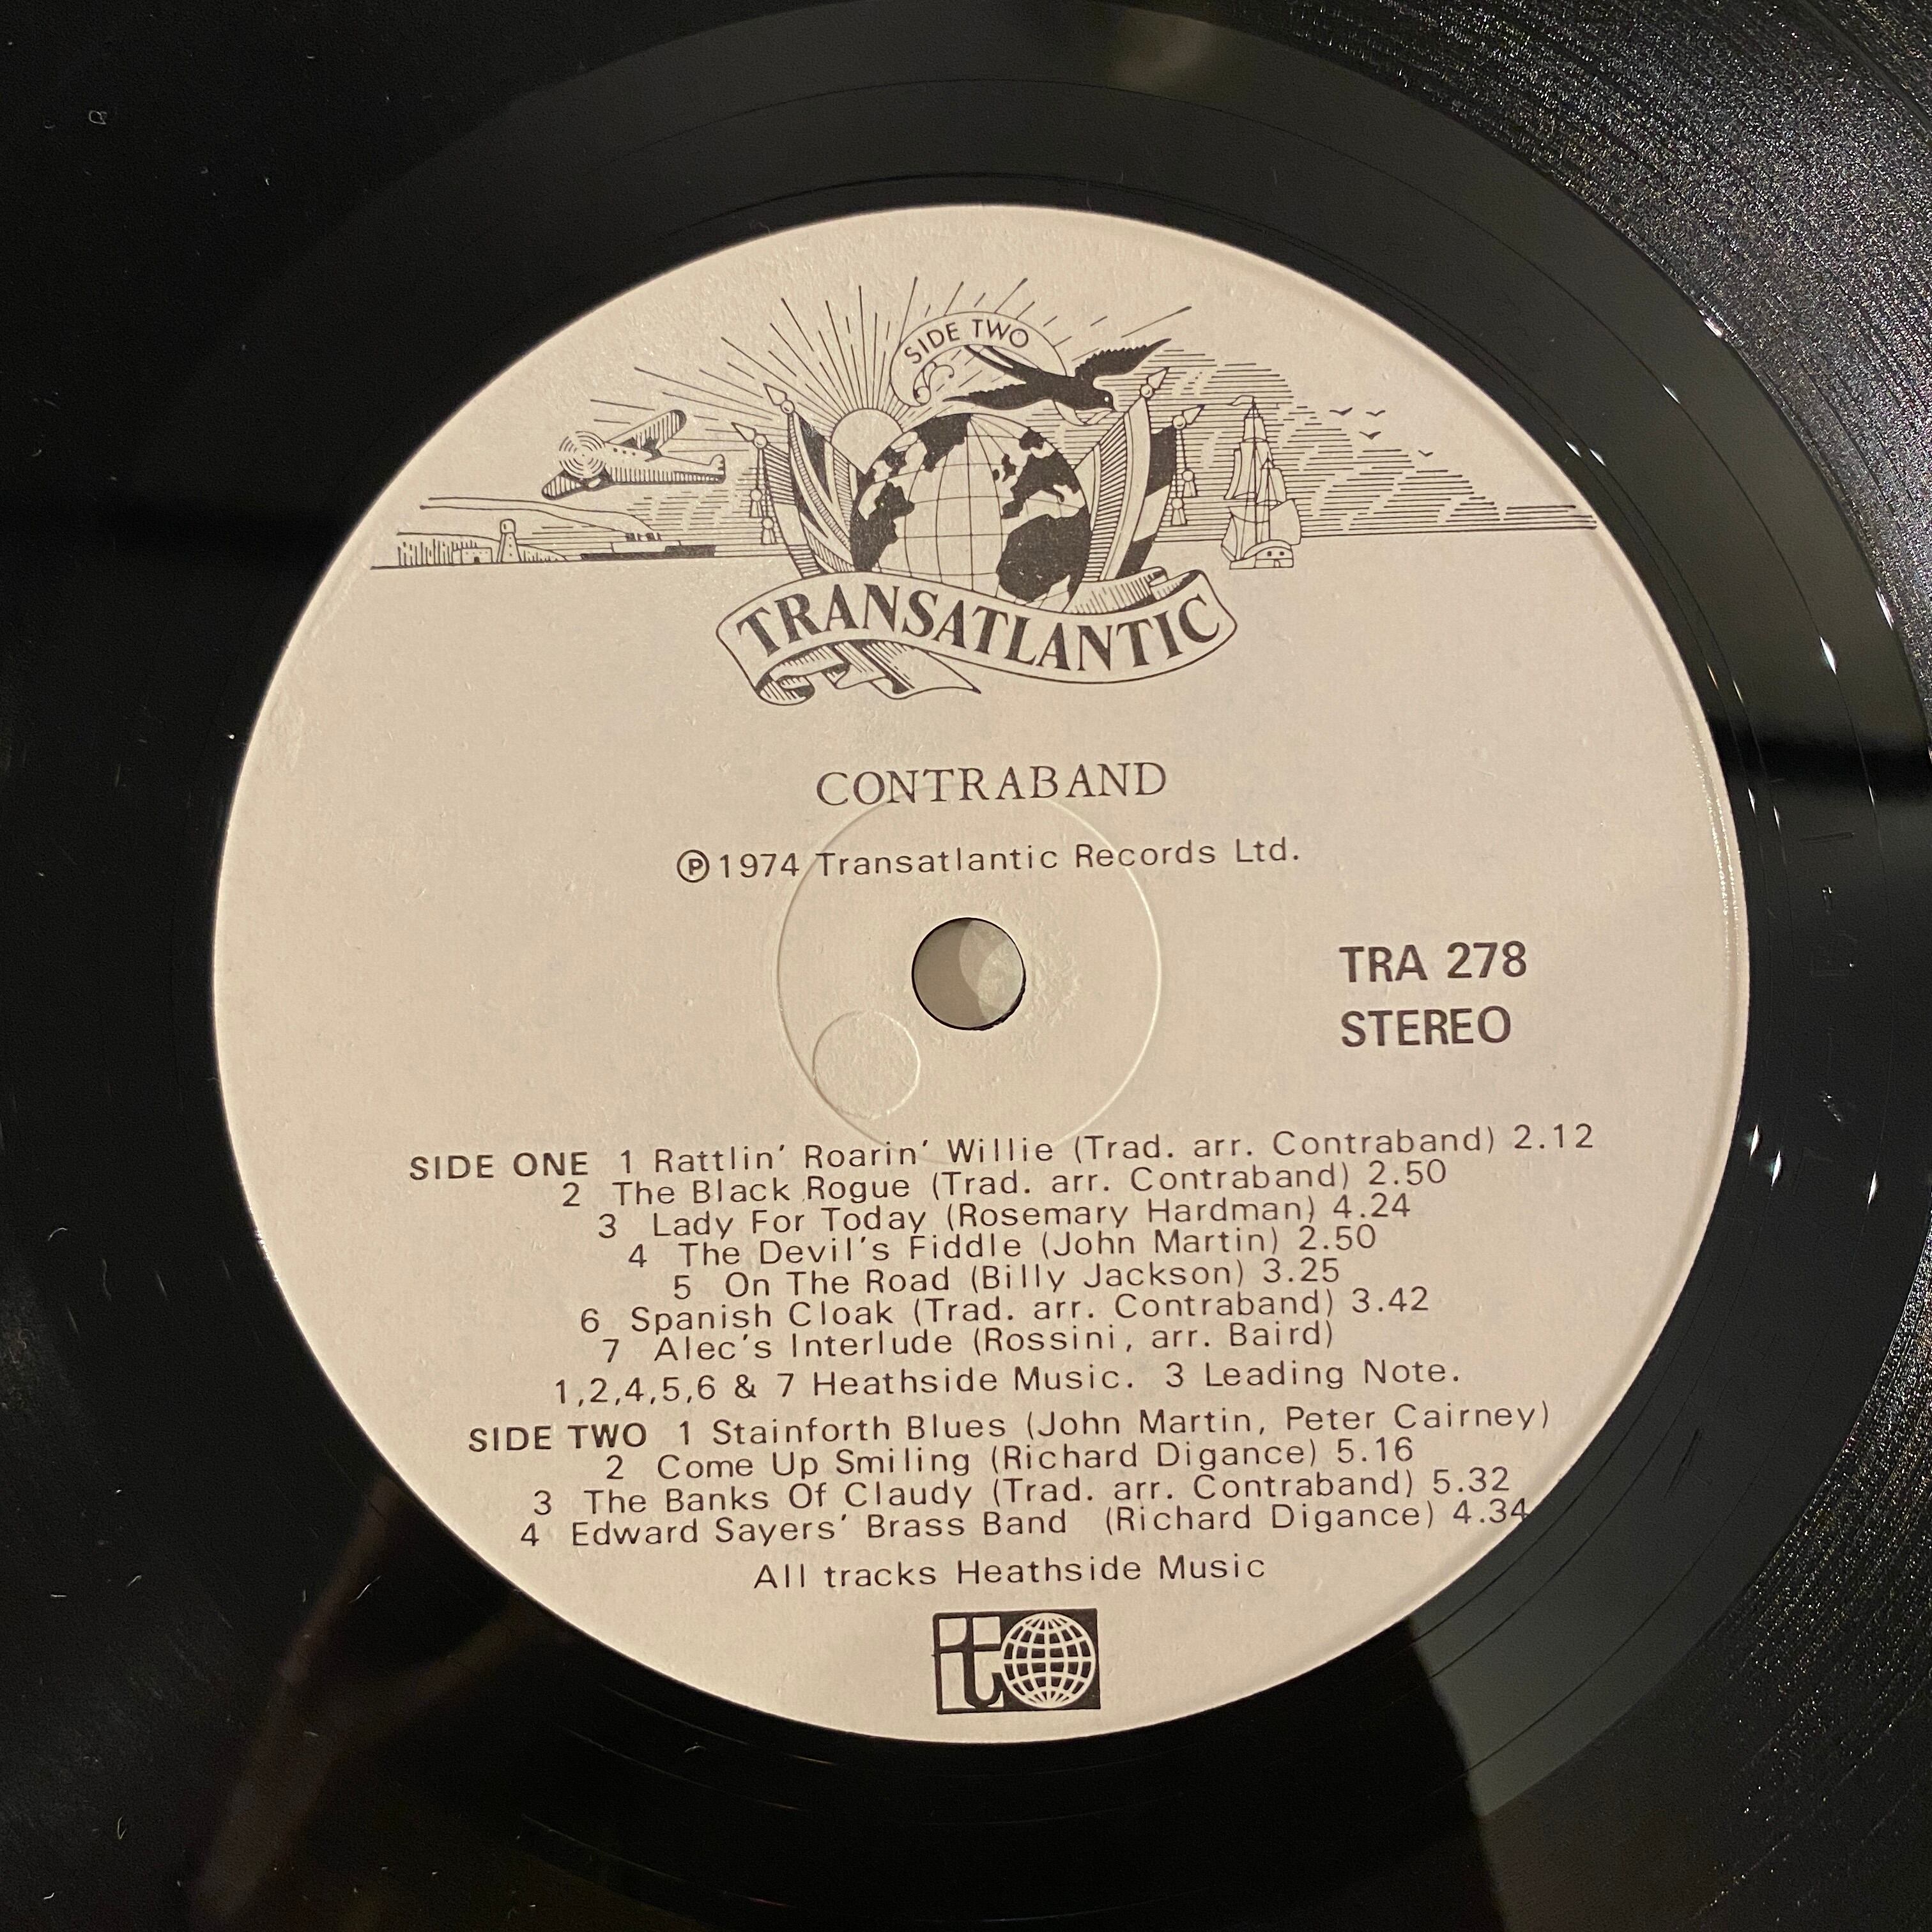 SIDE TWO
TRANSATLANTIC
CONTRABAND
Ⓟ1974 Transatlantic Records Ltd.
TRA 278
STEREO
SIDE ONE 1 Rattlin' Roarin' Willie (Trad. arr. Contraband) 2.12
2 The Black Rogue (Trad. arr. Contraband) 2.50
3 Lady For Today (Rosemary Hardman) 4.24
4 The Devil's Fiddle (John Martin) 2.50
5 On The Road (Billy Jackson) 3.25
6 Spanish Cloak (Trad. arr. Contraband) 3.42
7 Alec's Interlude (Rossini, arr. Baird)
1,2,4,5,6 & 7 Heathside Music. 3 Leading Note.
SIDE TWO 1 Stainforth Blues (John Martin, Peter Cairney)
2 Come Up Smiling (Richard Digance) 5.16
3 The Banks Of Claudy (Trad. arr. Contraband) 5.32
4 Edward Sayers' Brass Band (Richard Digance) 4.34
All tracks Heathside Music
it